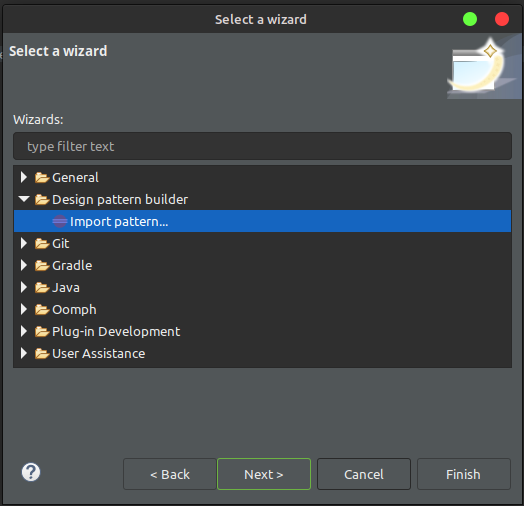 Select a wizard
Select a wizard
Wizards:
type filter text
General
Design pattern builder
Import pattern...
Git
Gradle
Java
Oomph
Plug-in Development
User Assistance
?
< Back
Next >
Cancel
Finish